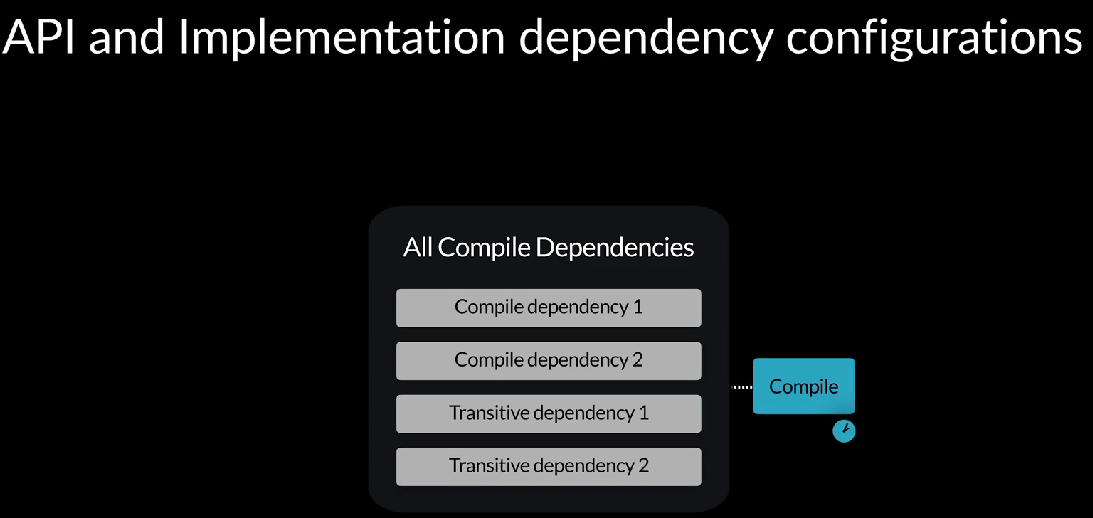 API and Implementation dependency configurations
All Compile Dependencies
Compile dependency 1
Compile dependency 2
Transitive dependency 1
Transitive dependency 2
Compile